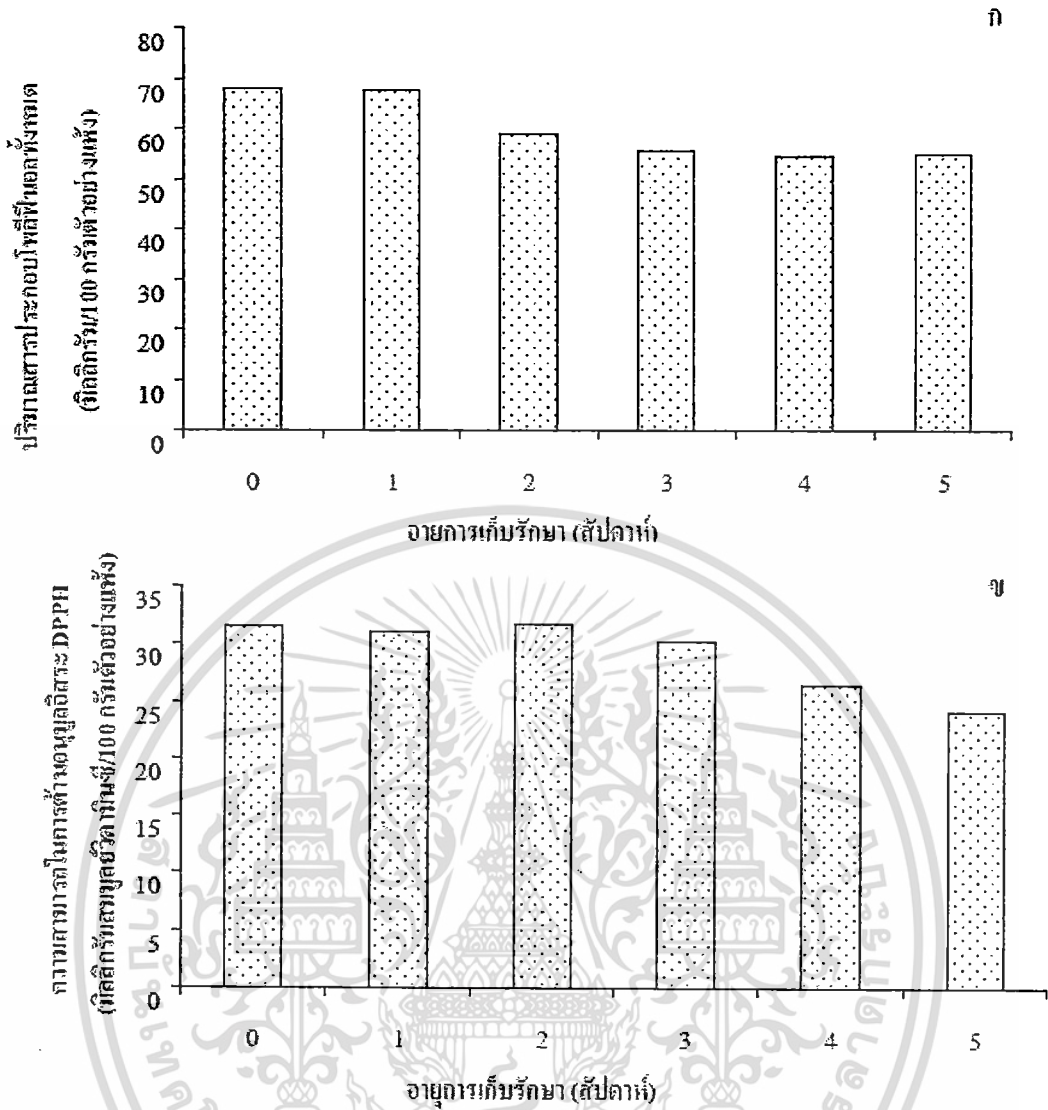 ก
ปริมาณสารประกอบโพลีฟีนอลทั้งหมด
(มิลลิกรัม/100 กรัมตัวอย่างแห้ง)
80
70
60
50
40
30
20
10
0
0 1 2 3 4 5
อายุการเก็บรักษา (สัปดาห์)
ข
ความสามารถในการต้านอนุมูลอิสระ DPPH
(มิลลิกรัมสมมูลย์วิตามินซี/100 กรัมตัวอย่างแห้ง)
35
30
25
20
15
10
5
0
0 1 2 3 4 5
อายุการเก็บรักษา (สัปดาห์)